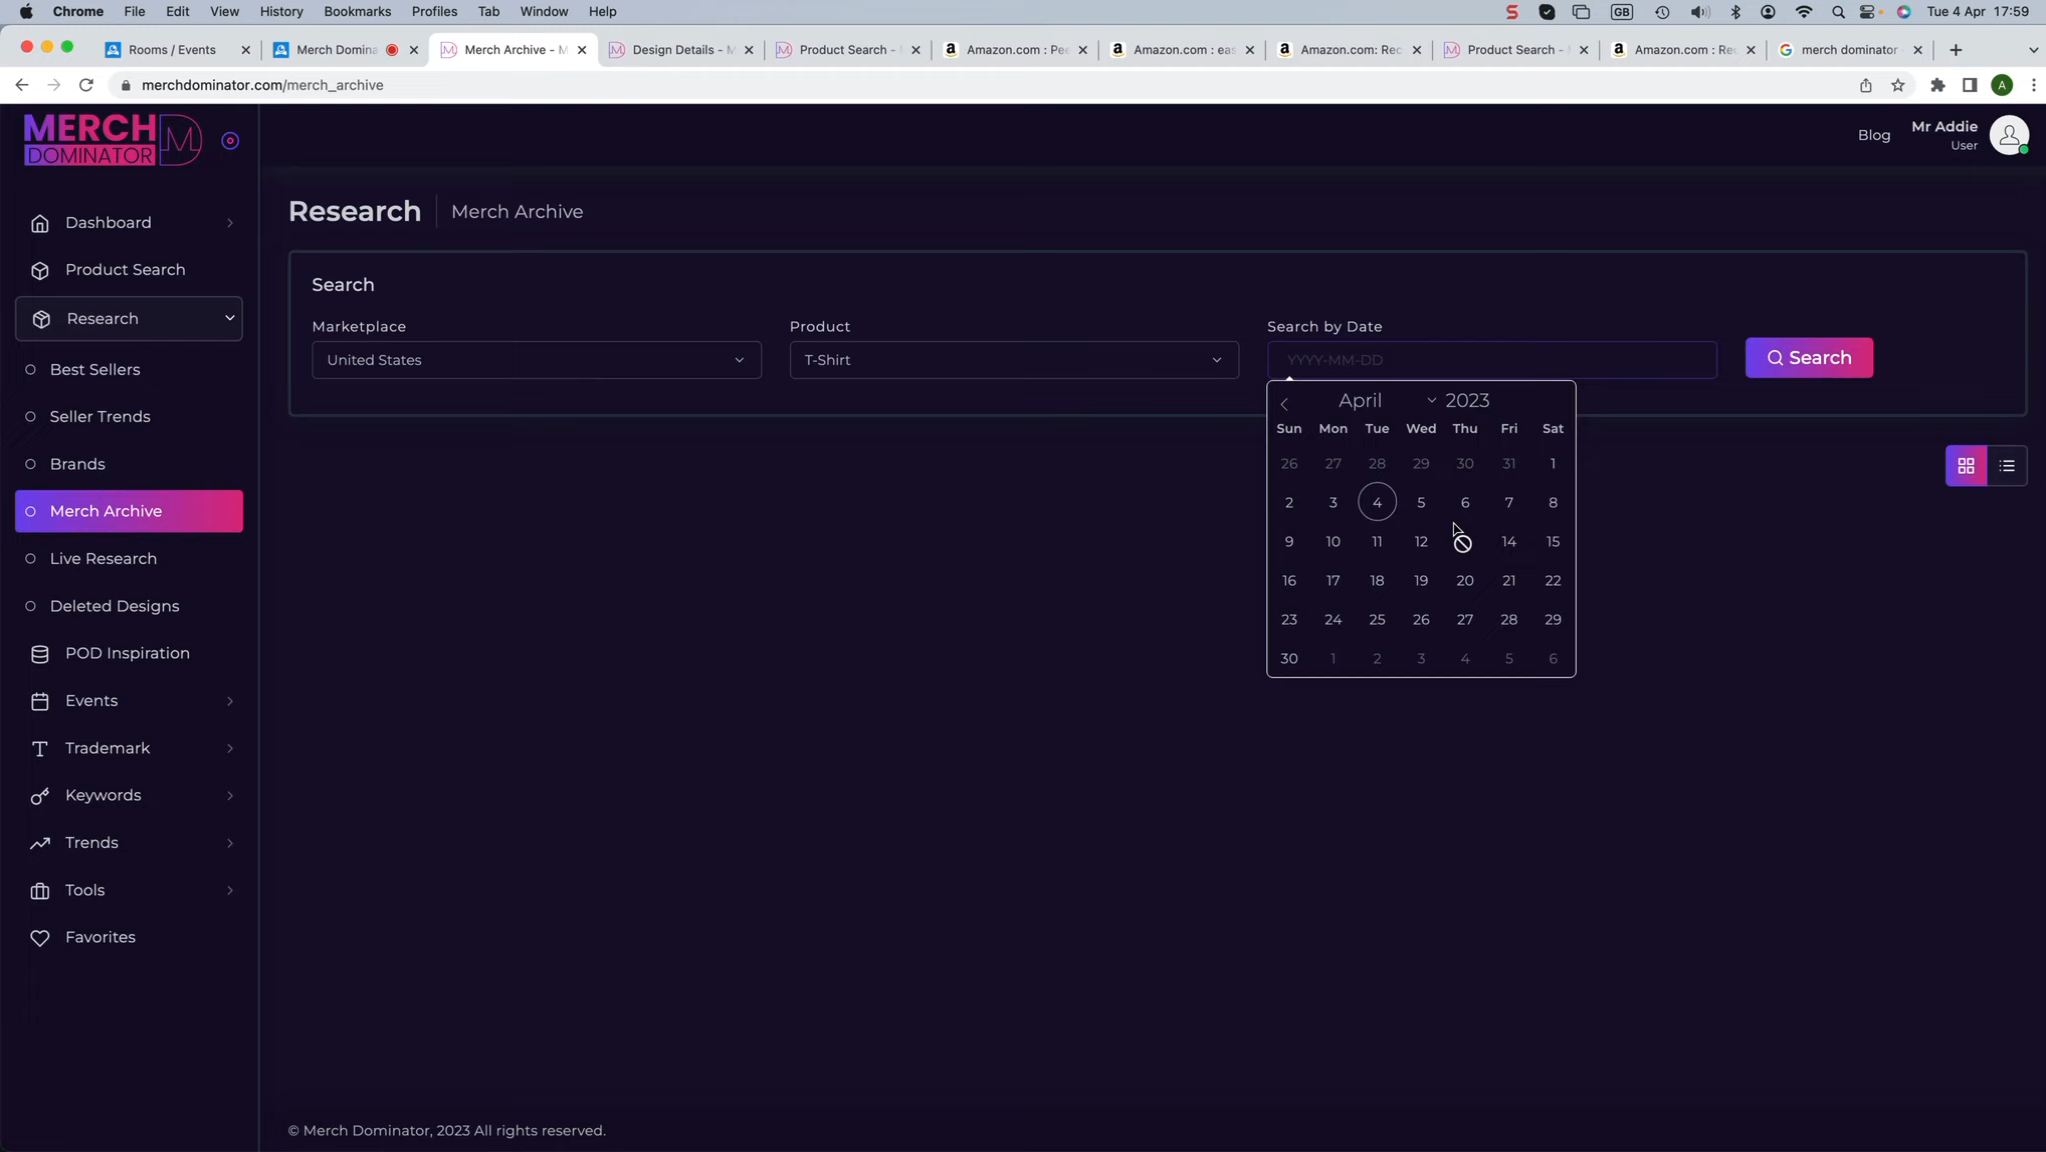 Chrome File Edit View History Bookmarks Profiles Tab Window Help GB Tue 4 Apr 17:59
Rooms / Events Merch Domina Merch Archive - M Design Details - M Product Search - Amazon.com : Pee Amazon.com : eas Amazon.com: Rec Product Search - Amazon.com : Re merch dominator
merchdominator.com/merch_archive A
MERCH
DOMINATOR
Blog
Mr Addie
User
Dashboard
Product Search
Research
Best Sellers
Seller Trends
Brands
Merch Archive
Live Research
Deleted Designs
POD Inspiration
Events
Trademark
Keywords
Trends
Tools
Favorites
Research Merch Archive
Search
Marketplace Product Search by Date
United States T-Shirt YYYY-MM-DD Search
April 2023
Sun Mon Tue Wed Thu Fri Sat
26 27 28 29 30 31 1
2 3 4 5 6 7 8
9 10 11 12 14 15
16 17 18 19 20 21 22
23 24 25 26 27 28 29
30 1 2 3 4 5 6
© Merch Dominator, 2023 All rights reserved.